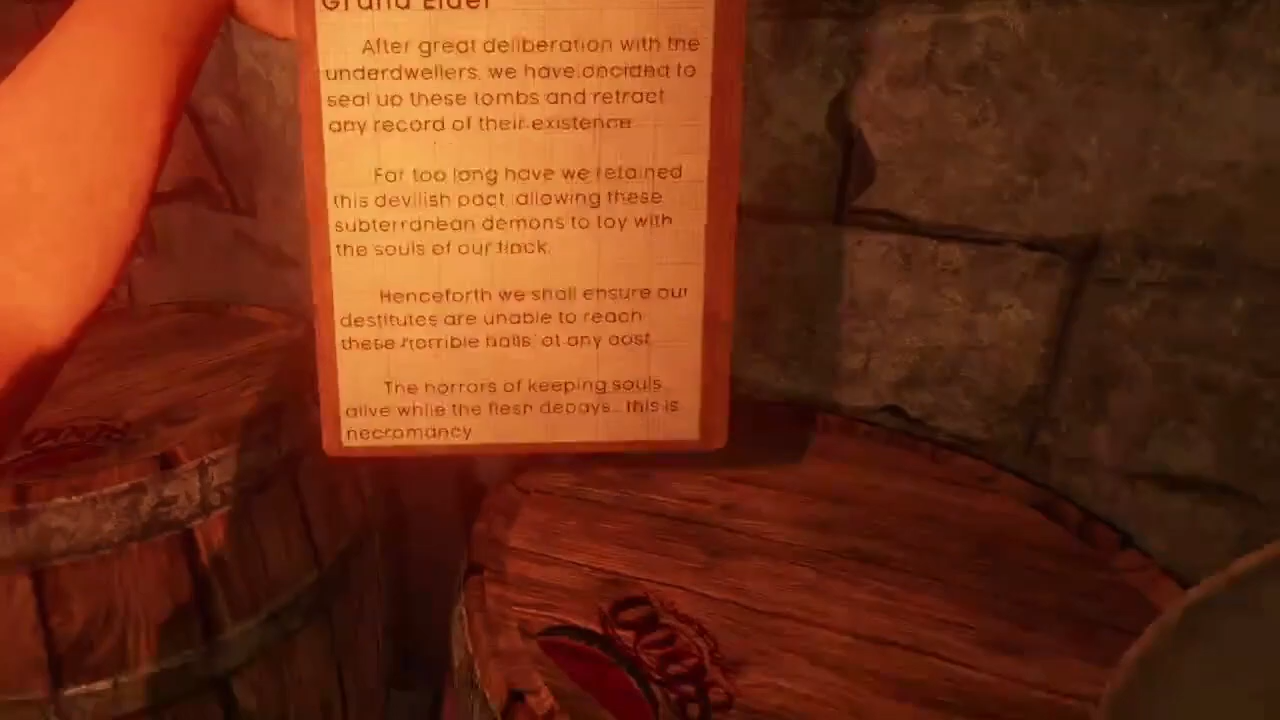 Grand Elder
After great deliberation with the
underdwellers, we have decided to
seal up these tombs and retract
any record of their existence
Far too long have we retained
this devilish pact, allowing these
subterranean demons to toy with
the souls of our flock.
Henceforth we shall ensure our
destitutes are unable to reach
these horrible halls, at any cost
The horrors of keeping souls
alive while the flesh decays... this is
necromancy